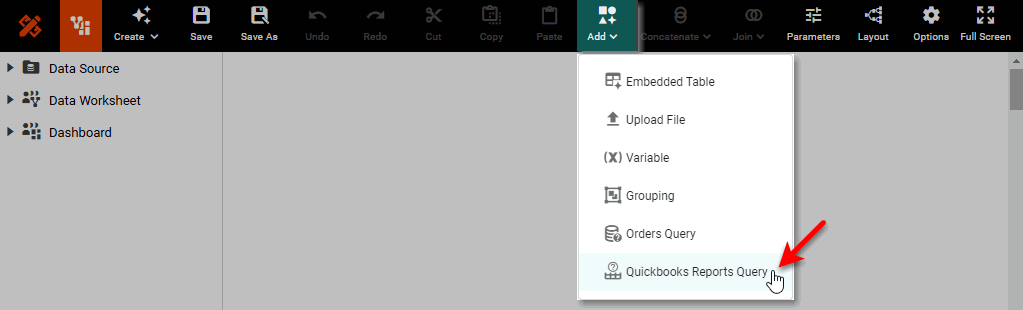 Create Save Save As Undo Redo Cut Copy Paste Add Concatenate Join Parameters Layout Options Full Screen
Data Source
Data Worksheet
Dashboard
Embedded Table
Upload File
(X) Variable
Grouping
Orders Query
Quickbooks Reports Query